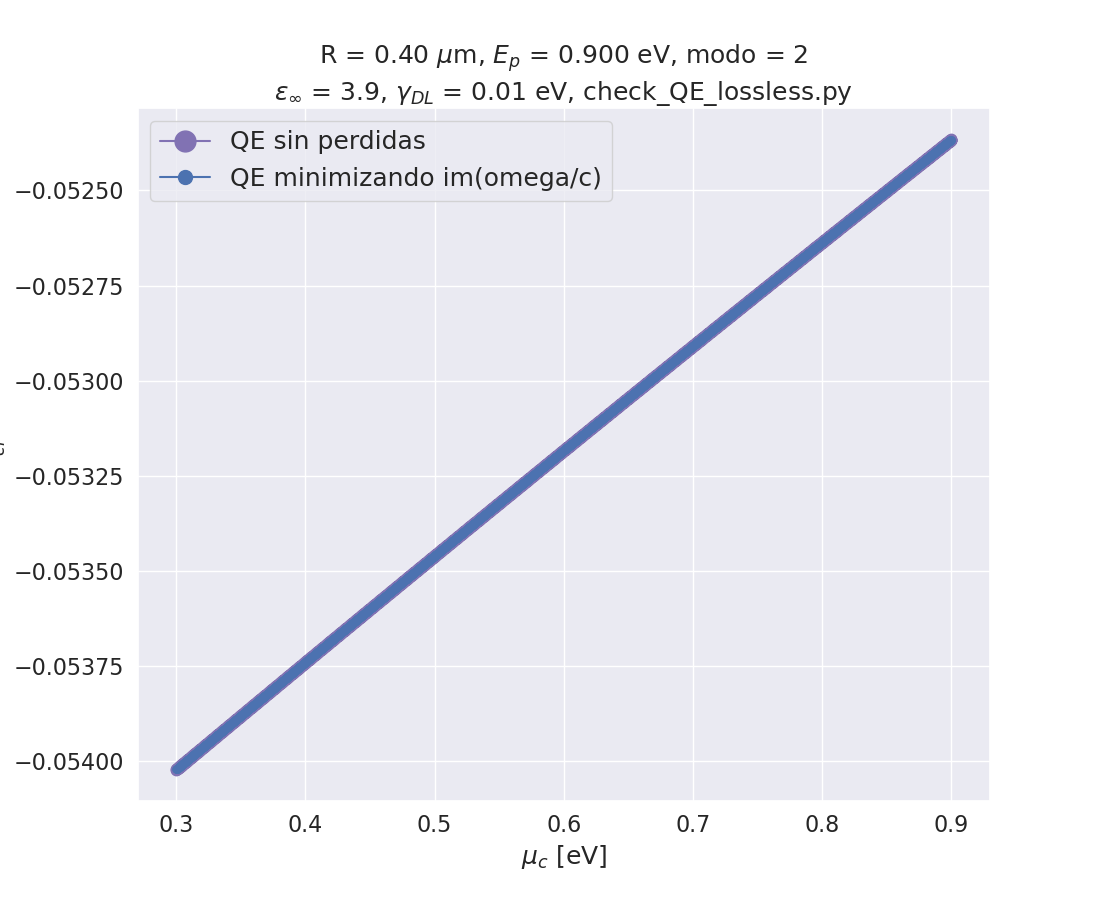 R = 0.40 μm, E_p = 0.900 eV, modo = 2
ε_∞ = 3.9, γ_DL = 0.01 eV, check_QE_lossless.py
QE sin perdidas
QE minimizando im(omega/c)
−0.05250
−0.05275
−0.05300
−0.05325
−0.05350
−0.05375
−0.05400
0.3 0.4 0.5 0.6 0.7 0.8 0.9
μ_c [eV]